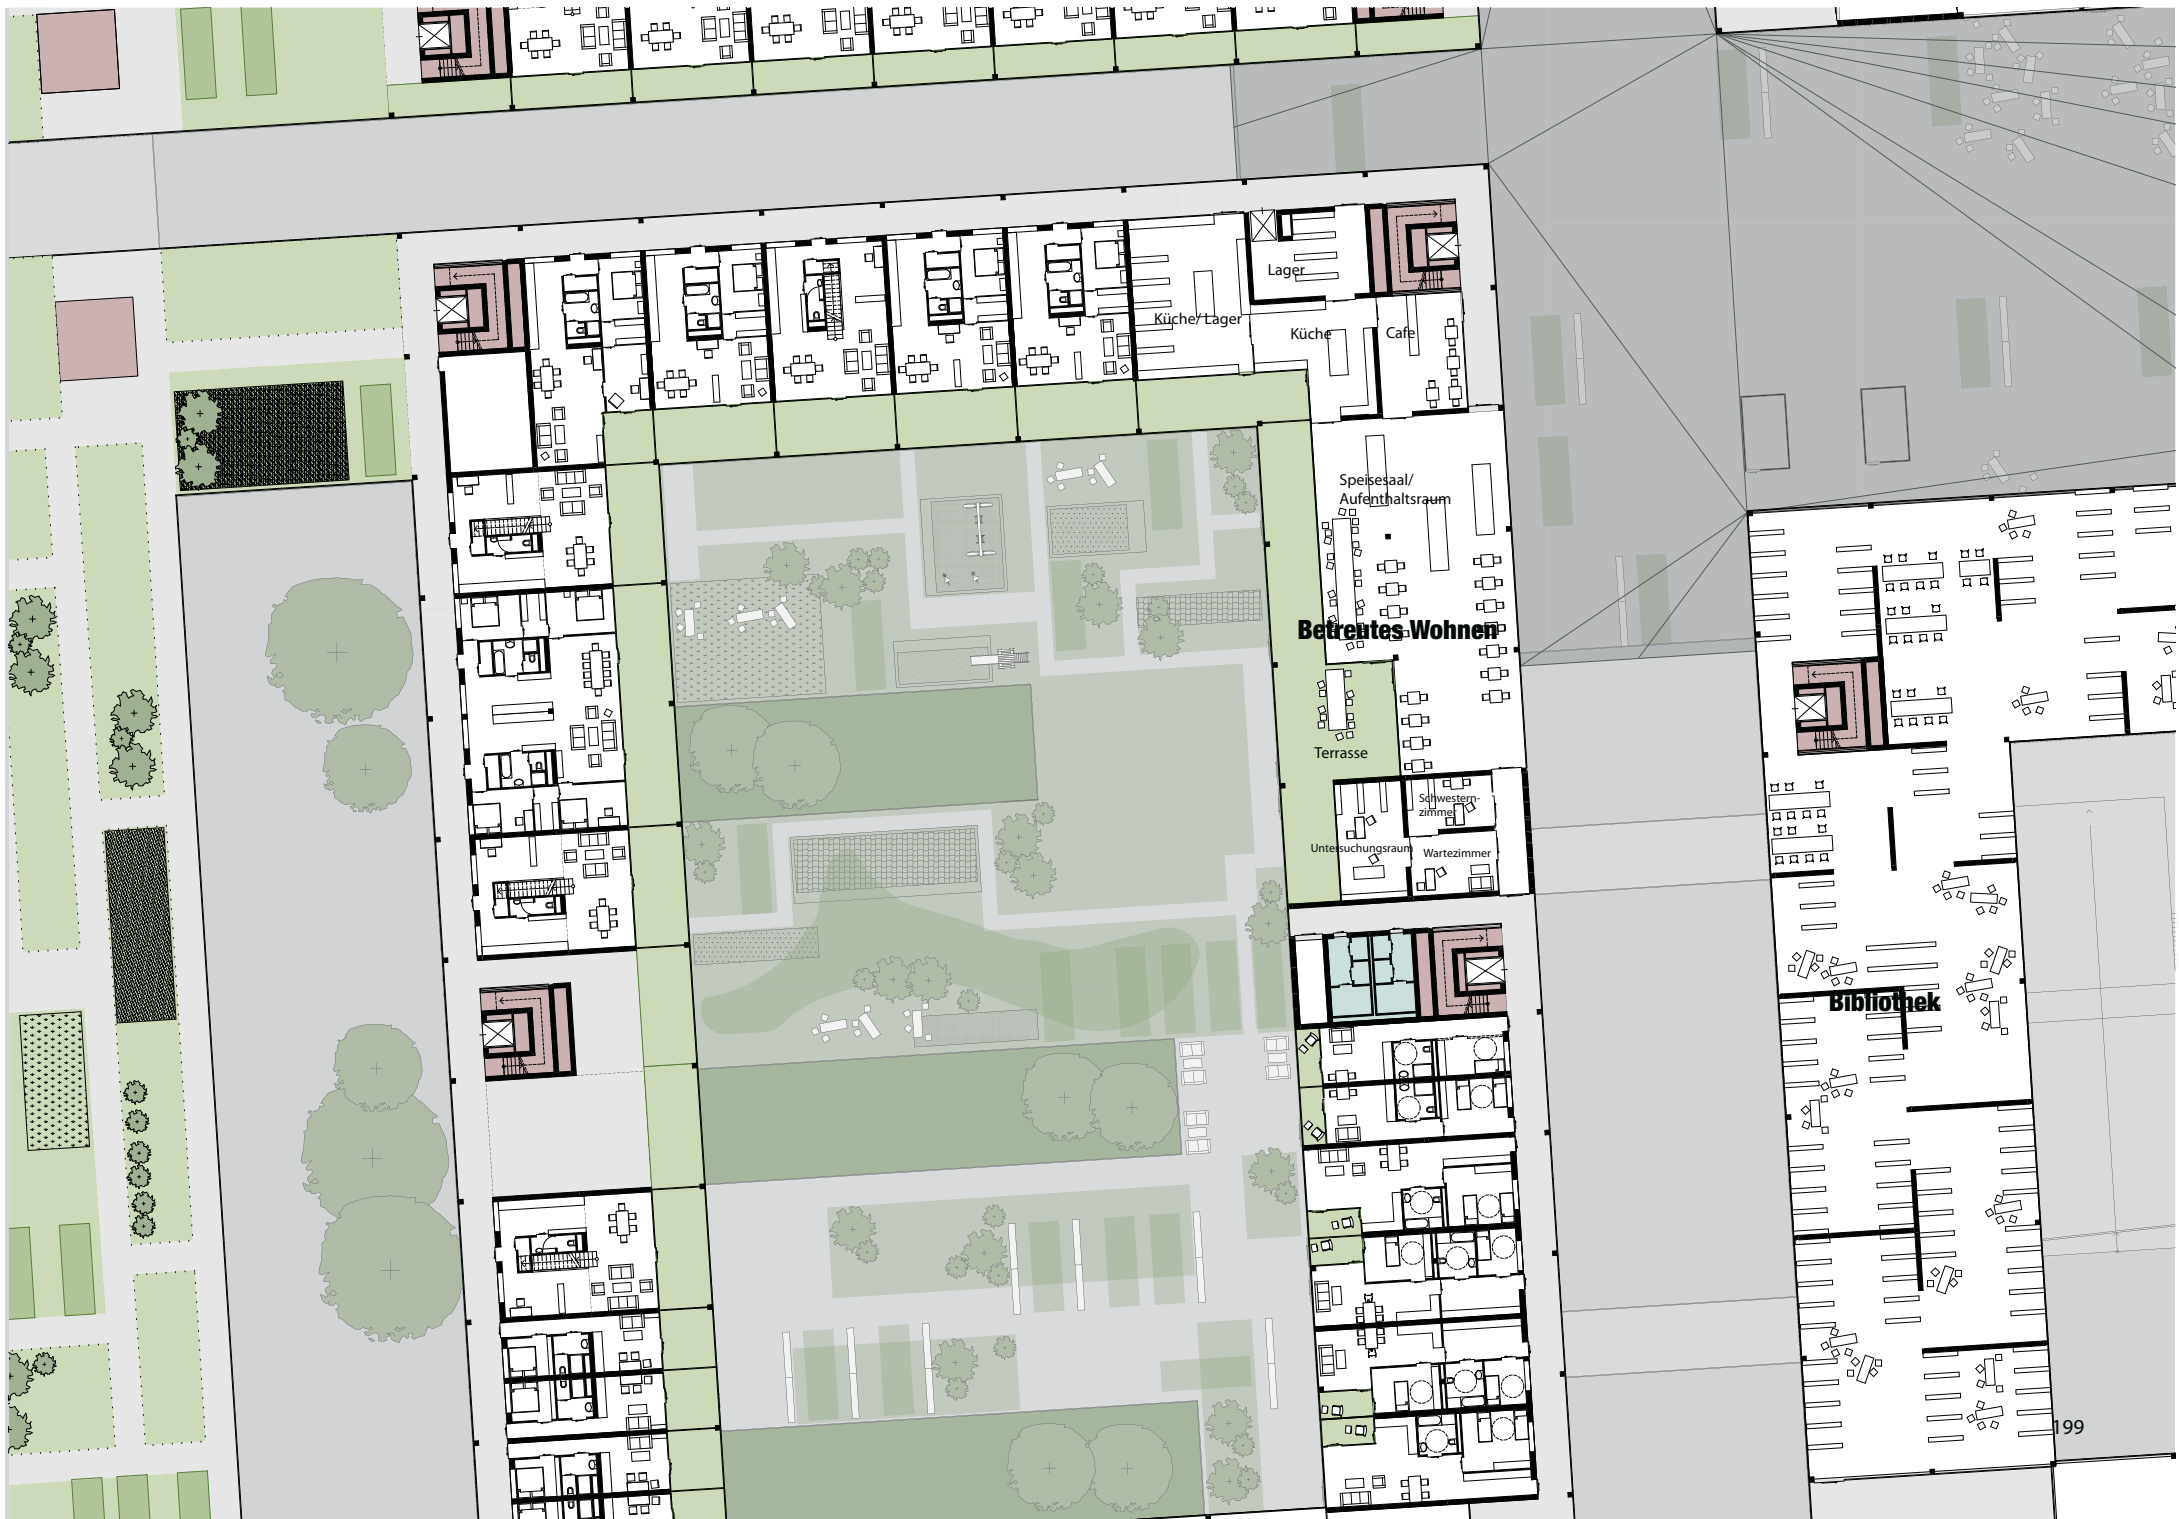 Lager
Küche/ Lager
Küche
Cafe
Speisesaal/
Aufenthaltsraum
Betreutes Wohnen
Terrasse
Schwestern-
zimmer
Untersuchungsraum
Wartezimmer
Bibliothek
199